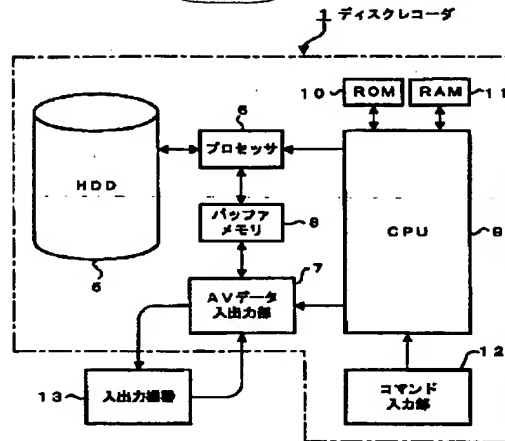 1 ディスクレコーダ
10 ROM RAM 11
6
プロセッサ
HDD
バッファ
メモリ
8
CPU
9
5
7
AVデータ
入出力部
12
13 入出力機器
コマンド
入力部